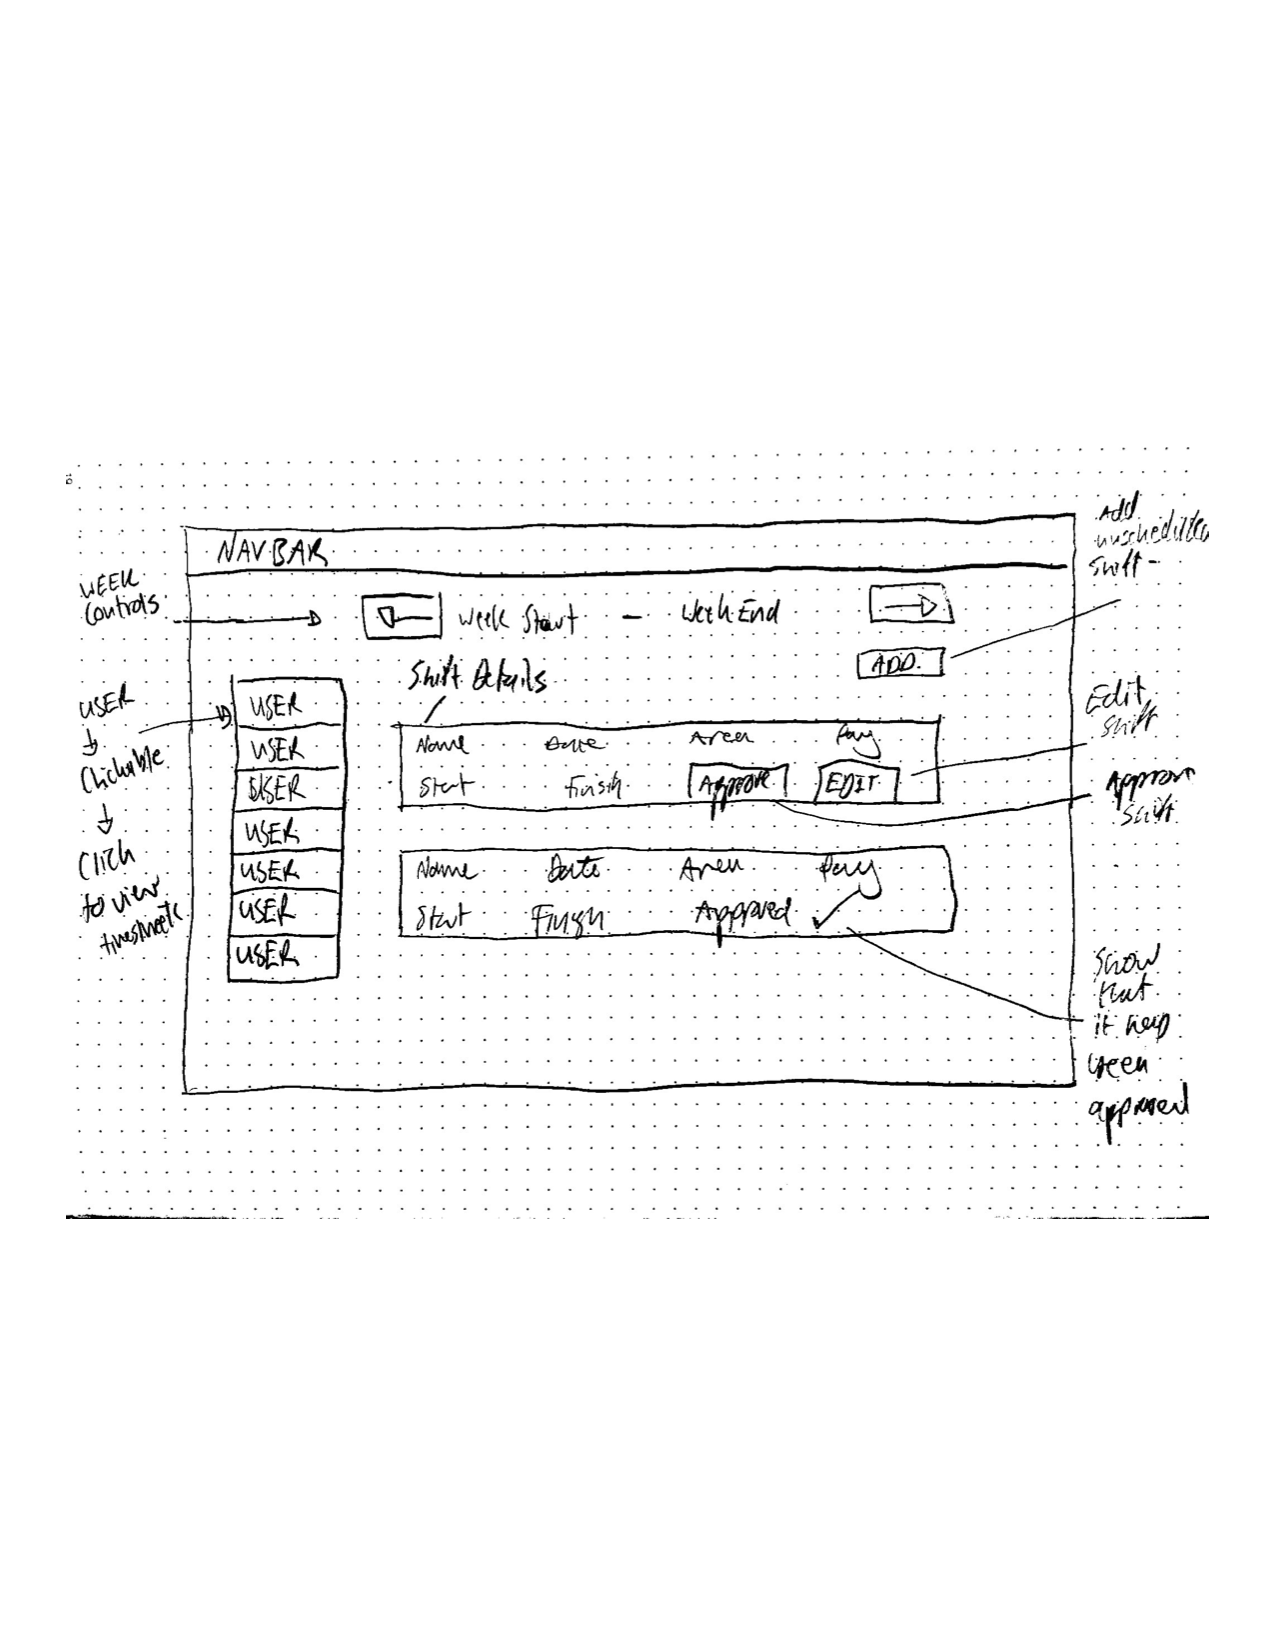 Add
unscheduled
shift -
NAVBAR
WEEK
Controls
Week Start - Week End
ADD
Shift Details
USER
↓
Clickable
↓
Click
to view
timesheets
USER
USER
USER
USER
USER
USER
USER
Name Date Area Pay
Start Finish Approve EDIT
Edit
shift
Approve
shift
Name Date Area Pay
Start Finish Approved ✓
Show
that
it
been
approved